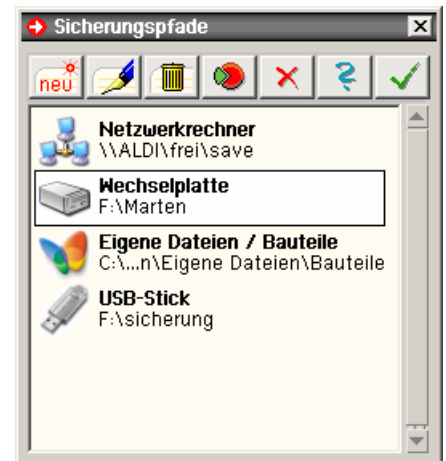 Sicherungspfade
neu
Netzwerkrechner
\\ALDI\frei\save
Wechselplatte
F:\Marten
Eigene Dateien / Bauteile
C:\...n\Eigene Dateien\Bauteile
USB-Stick
F:\sicherung